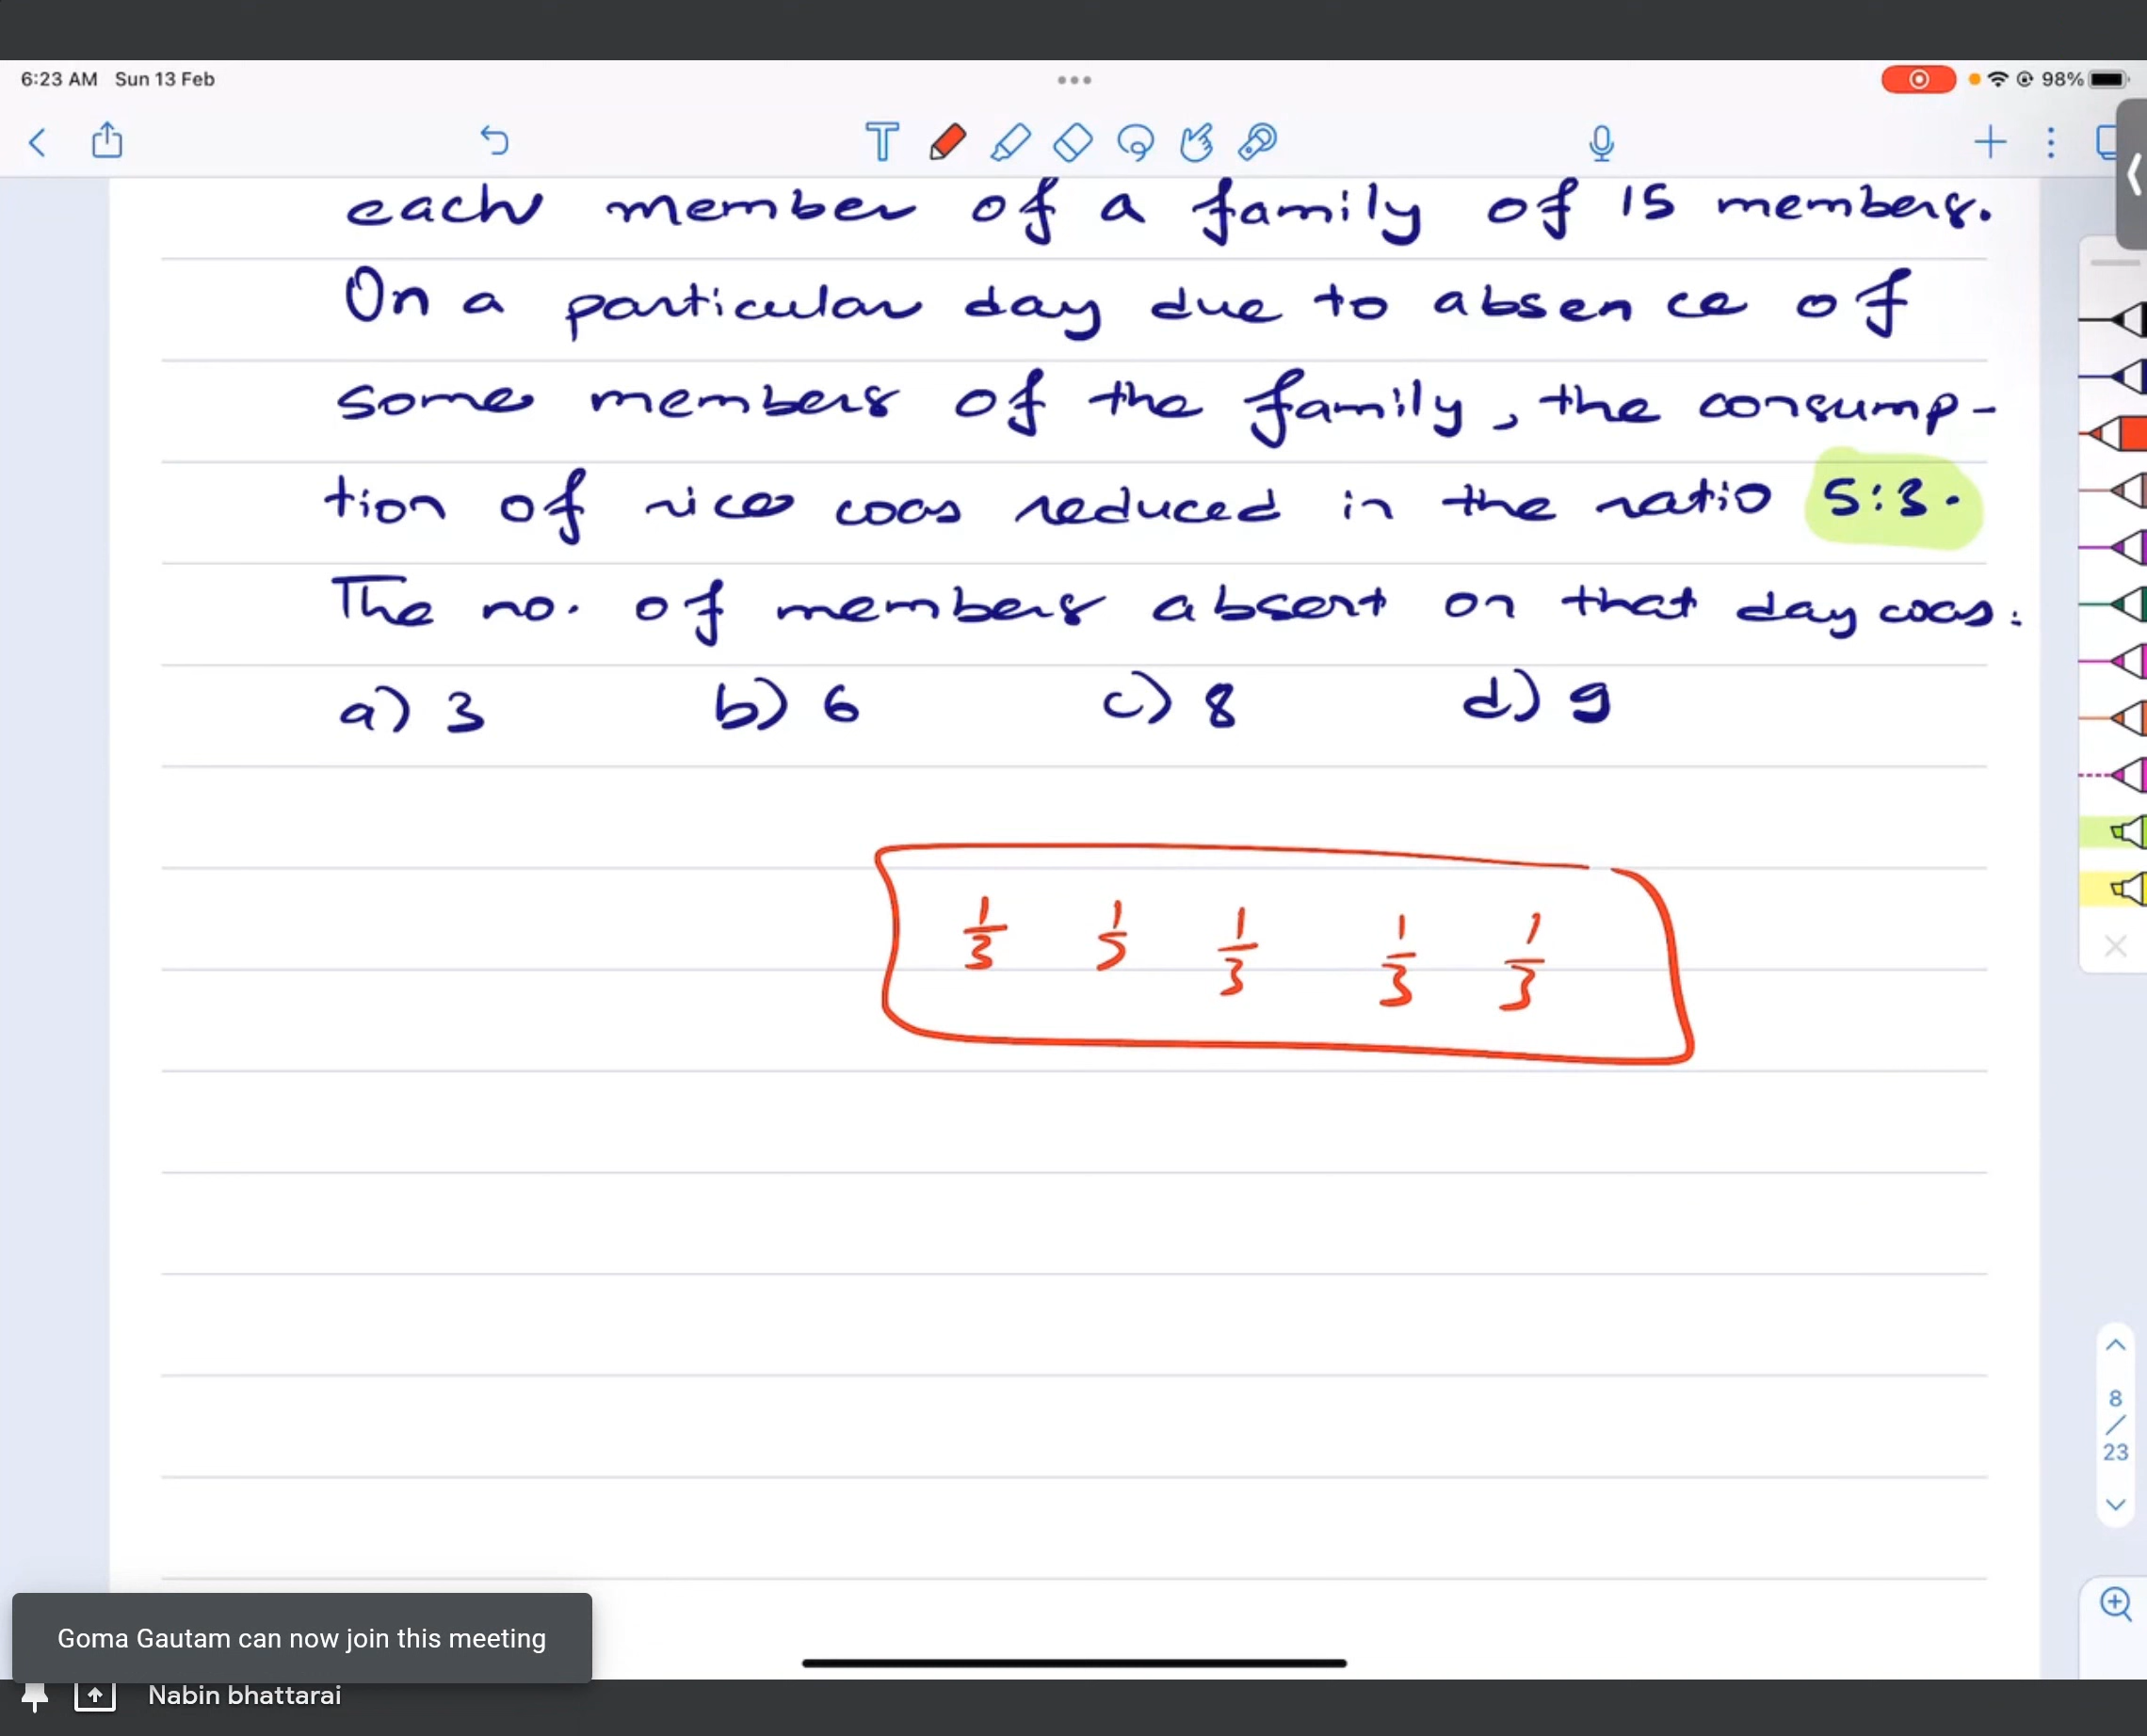 6:23 AM Sun 13 Feb
98%
each member of a family of 15 members.
On a particular day due to absence of
some members of the family, the consump-
tion of rice was reduced in the ratio 5:3.
The no. of members absent on that day was:
a) 3 b) 6 c) 8 d) 9
1/3 1/3 1/3 1/3 1/3
8
/
23
Goma Gautam can now join this meeting
Nabin bhattarai